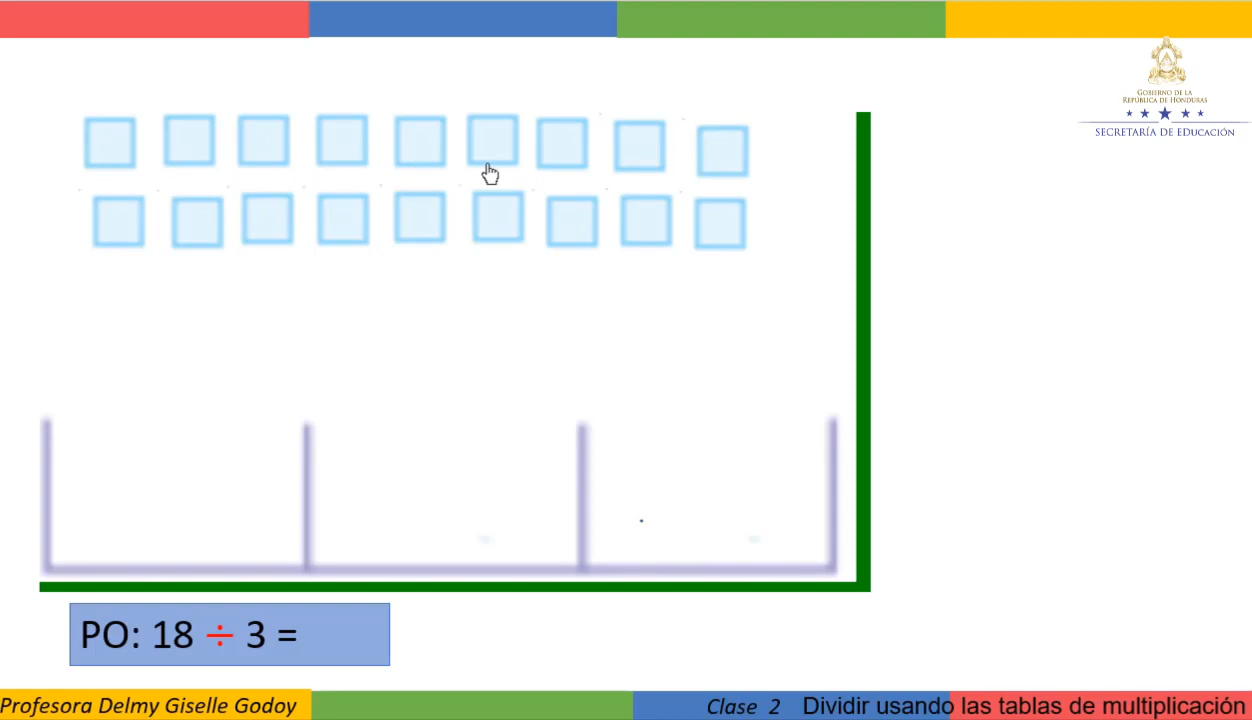 GOBIERNO DE LA
REPÚBLICA DE HONDURAS
SECRETARÍA DE EDUCACIÓN
PO: 18 ÷ 3 =
Profesora Delmy Giselle Godoy
Clase 2 Dividir usando las tablas de multiplicación